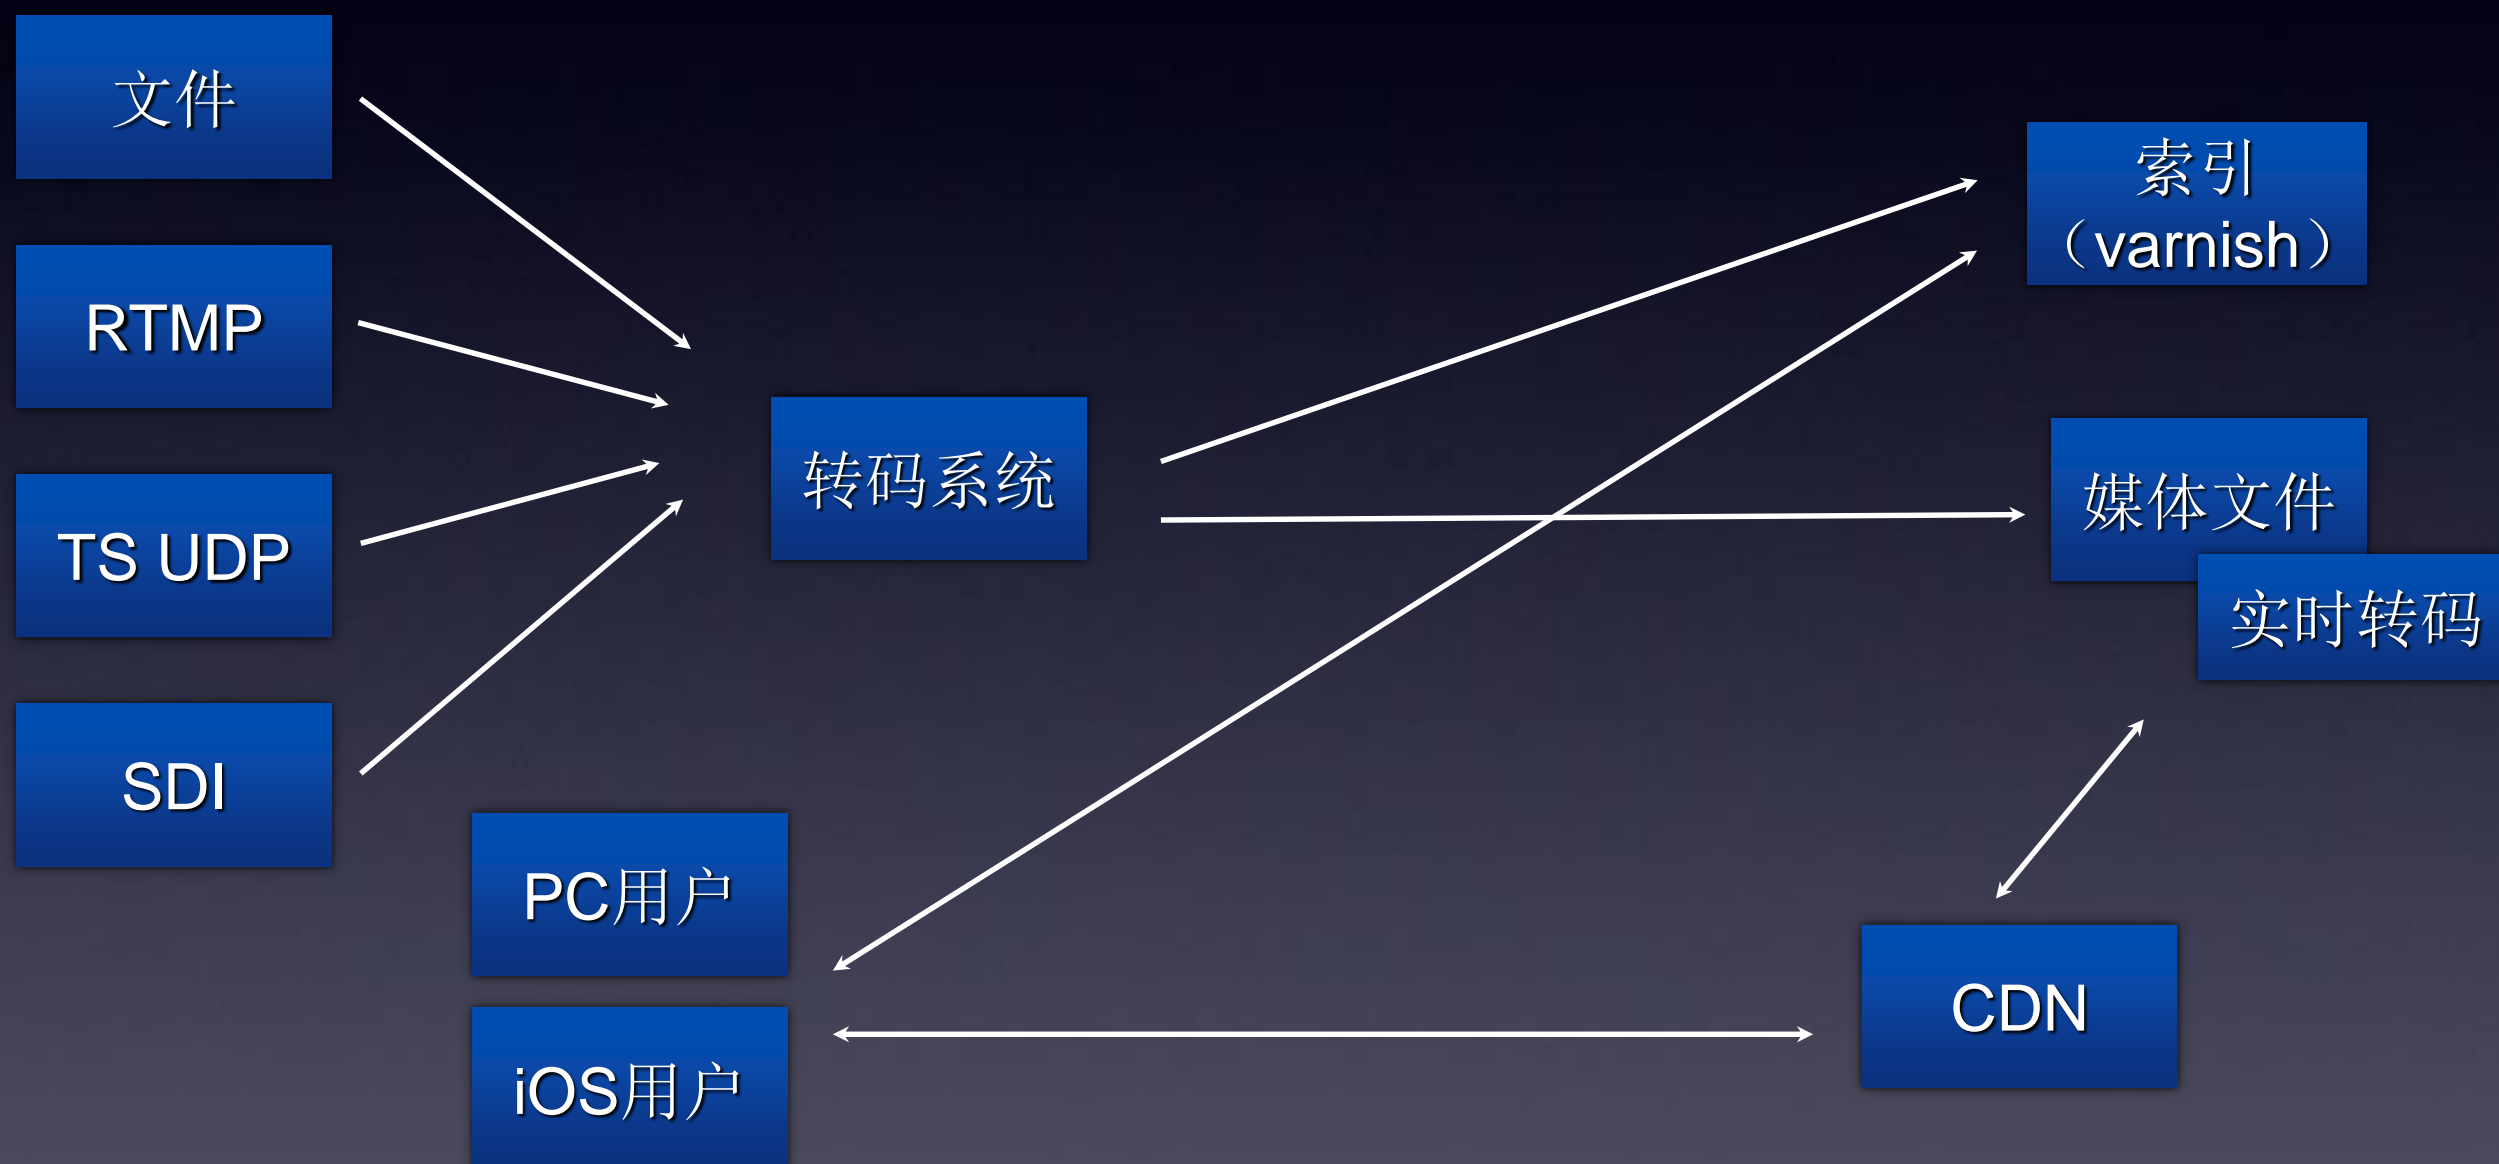 文件
RTMP
TS UDP
SDI
转码系统
PC用户
iOS用户
索引
（varnish）
媒体文件
实时转码
CDN